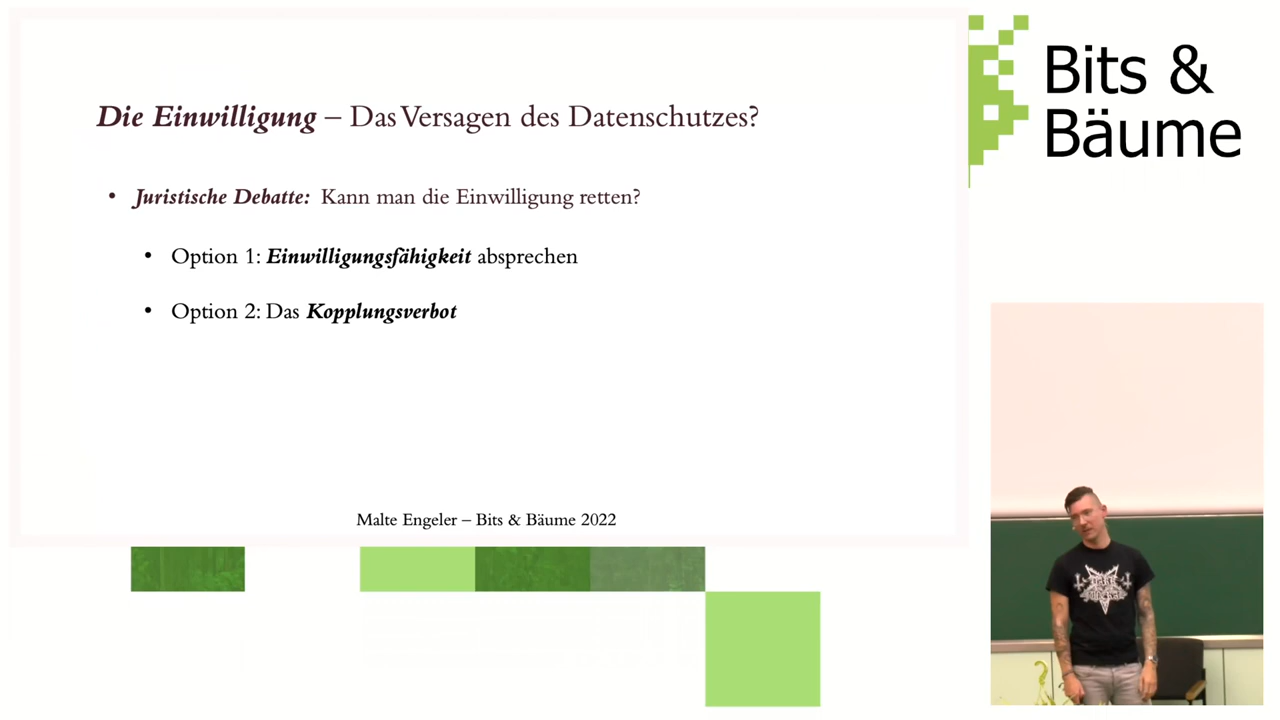 Die Einwilligung – Das Versagen des Datenschutzes?
• Juristische Debatte: Kann man die Einwilligung retten?
• Option 1: Einwilligungsfähigkeit absprechen
• Option 2: Das Kopplungsverbot
Malte Engeler – Bits & Bäume 2022
Bits &
Bäume